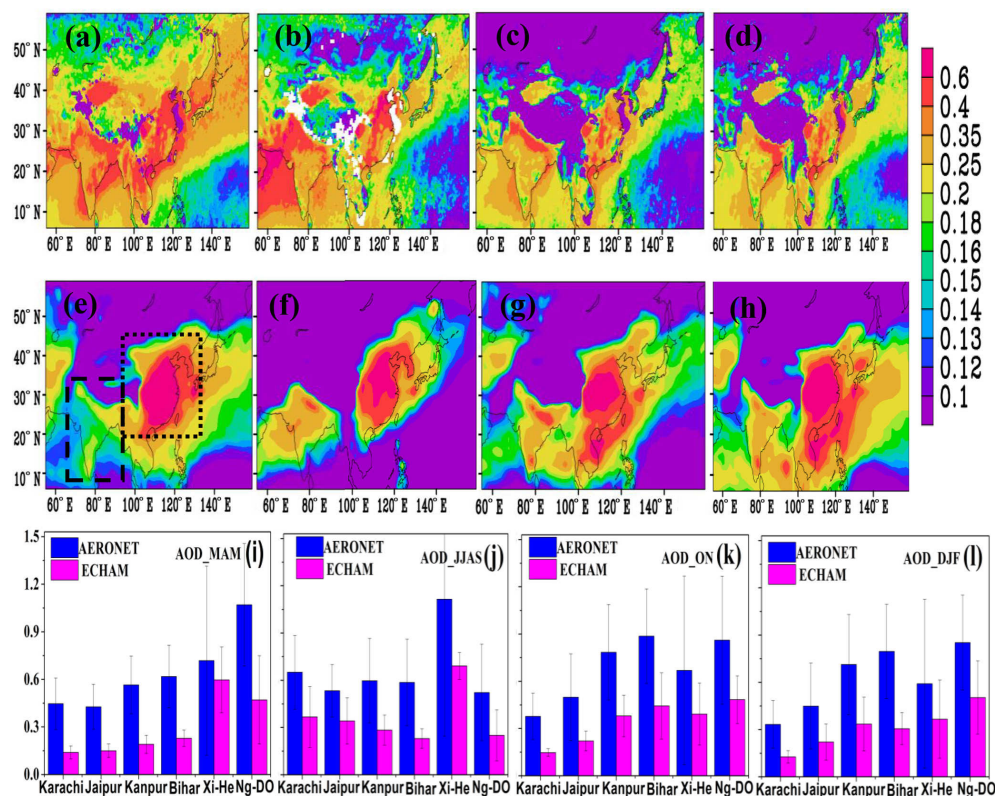 (a) (b) (c) (d)
50° N
40° N
30° N
20° N
10° N
60° E 80° E 100° E 120° E 140° E 60° E 80° E 100° E 120° E 140° E 60° E 80° E 100° E 120° E 140° E 60° E 80° E 100° E 120° E 140° E
0.6
0.4
0.35
0.25
0.2
0.18
0.16
0.15
0.14
0.13
0.12
0.1
(e) (f) (g) (h)
50° N
40° N
30° N
20° N
10° N
60° E 80° E 100° E 120° E 140° E 60° E 80° E 100° E 120° E 140° E 60° E 80° E 100° E 120° E 140° E 60° E 80° E 100° E 120° E 140° E
1.5
1.2
0.9
0.6
0.3
0.0
AERONET
ECHAM
AOD_MAM (i)
Karachi Jaipur Kanpur Bihar Xi-He Ng-DO
AERONET
ECHAM
AOD_JJAS (j)
Karachi Jaipur Kanpur Bihar Xi-He Ng-DO
AERONET
ECHAM
AOD_ON (k)
Karachi Jaipur Kanpur Bihar Xi-He Ng-DO
AERONET
ECHAM
AOD_DJF (l)
Karachi Jaipur Kanpur Bihar Xi-He Ng-DO